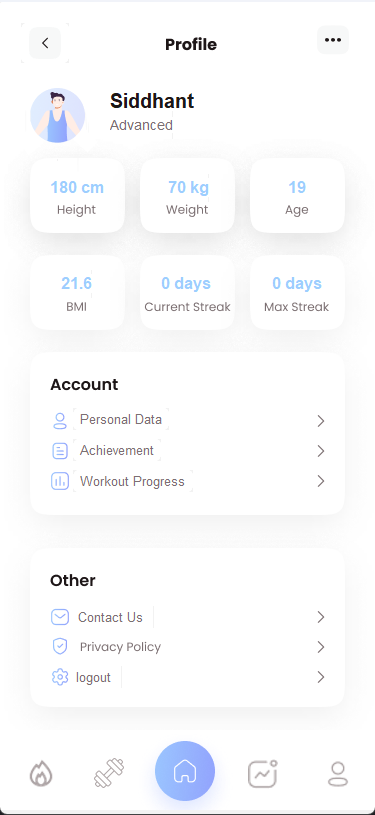 Profile
Siddhant
Advanced
180 cm 70 kg 19
Height Weight Age
21.6 0 days 0 days
BMI Current Streak Max Streak
Account
Personal Data
Achievement
Workout Progress
Other
Contact Us
Privacy Policy
logout